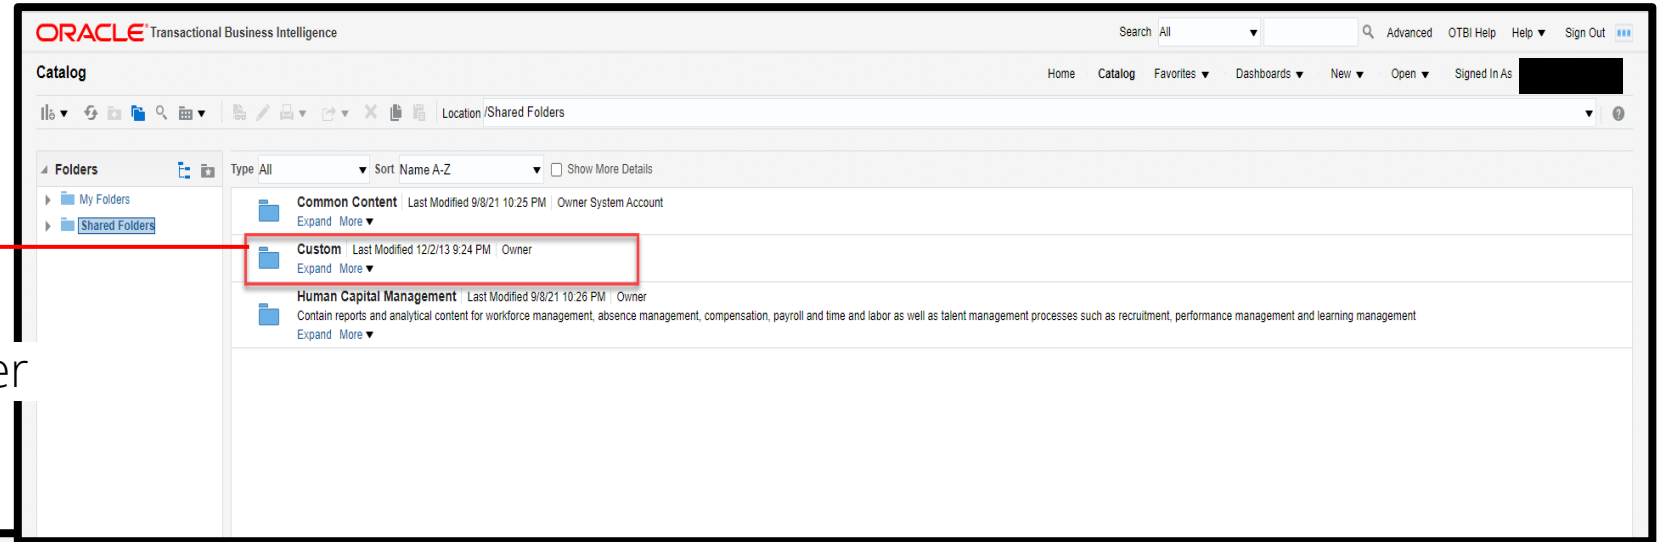 ORACLE Transactional Business Intelligence
Search All Advanced OTBI Help Help Sign Out
Catalog
Home Catalog Favorites Dashboards New Open Signed In As
Location /Shared Folders
Folders
Type All Sort Name A-Z Show More Details
My Folders
Shared Folders
Common Content Last Modified 9/8/21 10:25 PM Owner System Account
Expand More
Custom Last Modified 12/2/13 9:24 PM Owner
Expand More
Human Capital Management Last Modified 9/8/21 10:26 PM Owner
Contain reports and analytical content for workforce management, absence management, compensation, payroll and time and labor as well as talent management processes such as recruitment, performance management and learning management
Expand More
er